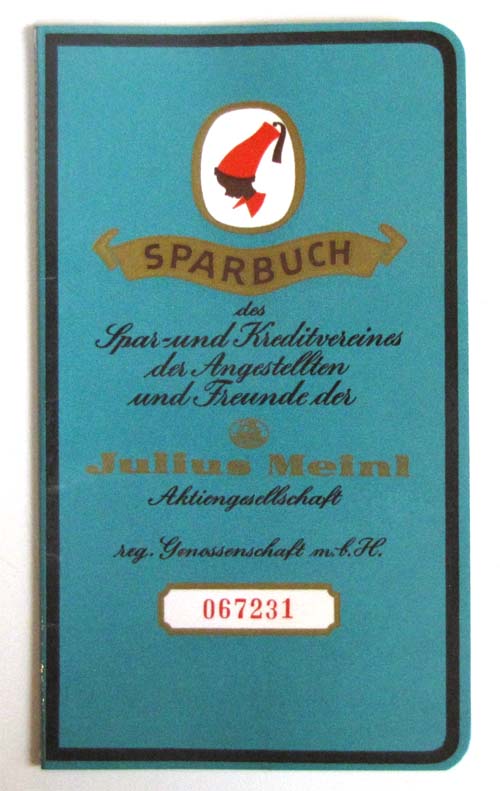 SPARBUCH
des
Spar- und Kreditvereines
der Angestellten
und Freunde der
Julius Meinl
Aktiengesellschaft
reg. Genossenschaft m. b. H.
067231